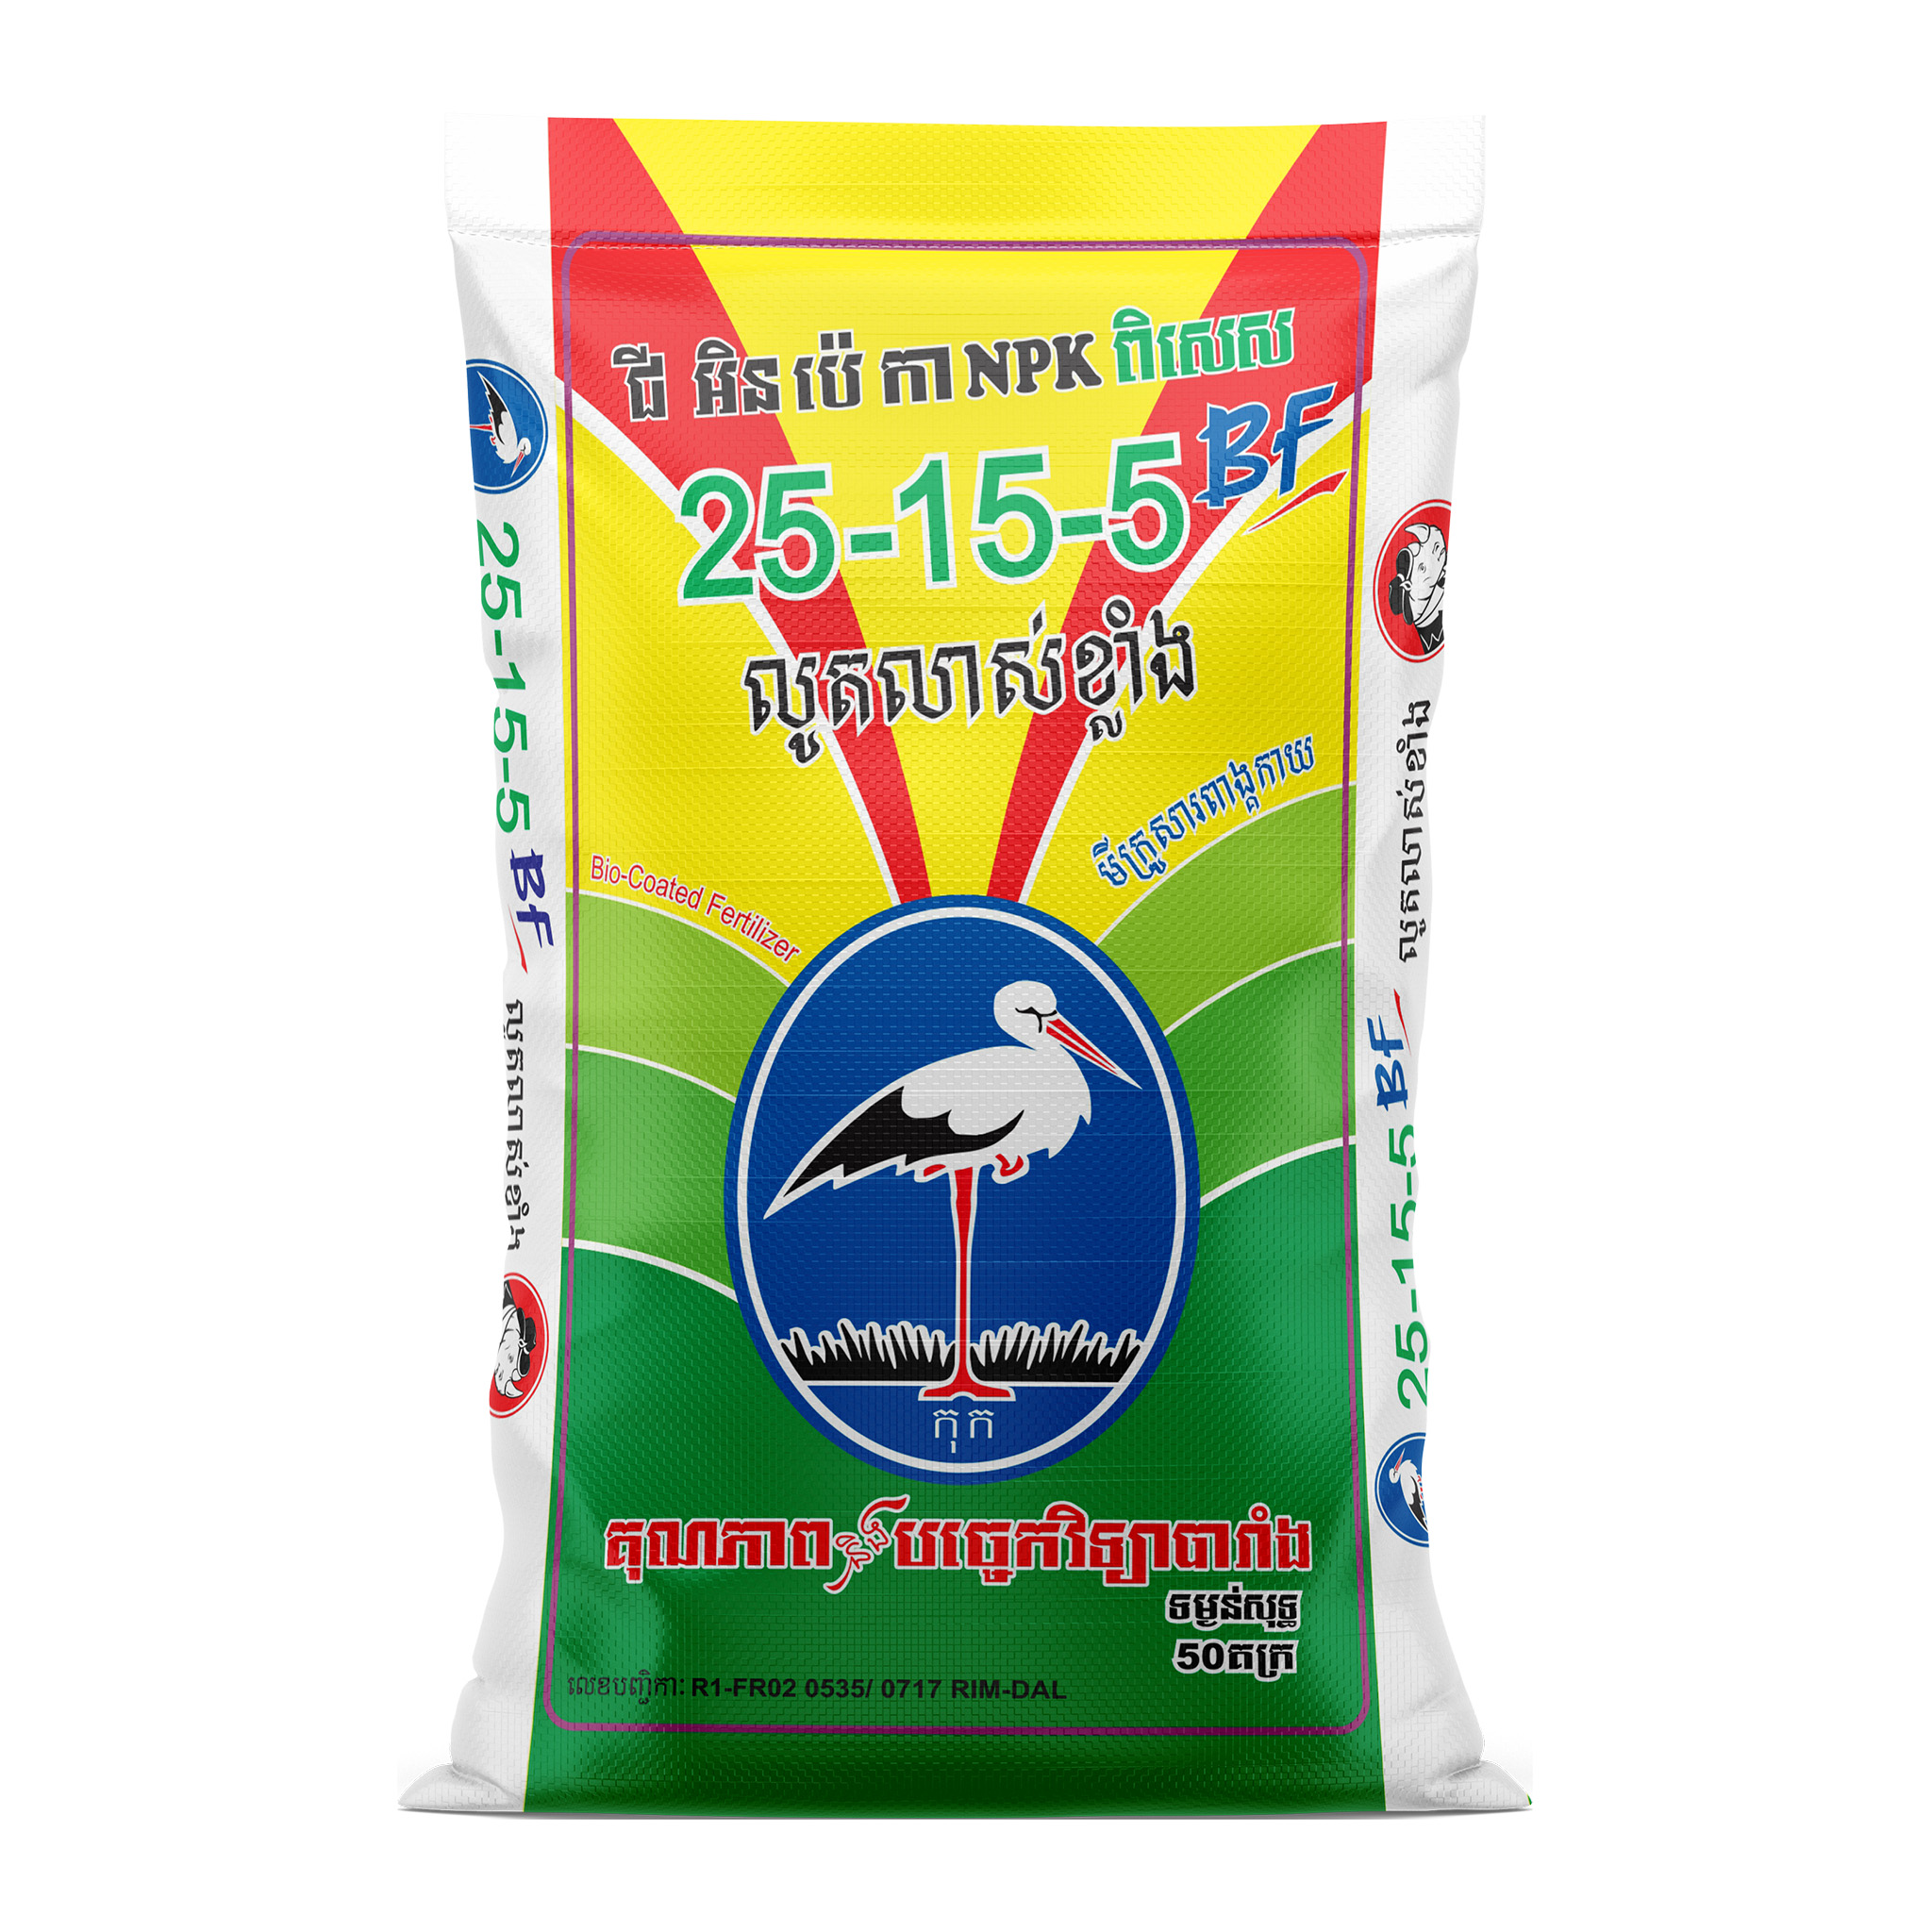 ជី អិន ប៉េ កា NPK ពិសេស
25-15-5 BF
លូតលាស់ខ្លាំង
មីក្រូសារពាង្គកាយ
Bio-Coated Fertilizer
កុក
គុណភាពនិងបច្ចេកវិទ្យាបារាំង
ទម្ងន់សុទ្ធ
50គក្រ
លេខបញ្ជិកា: R1-FR02 0535/ 0717 RIM-DAL
25-15-5 BF លូតលាស់ខ្លាំង
25-15-5 BF លូតលាស់ខ្លាំង